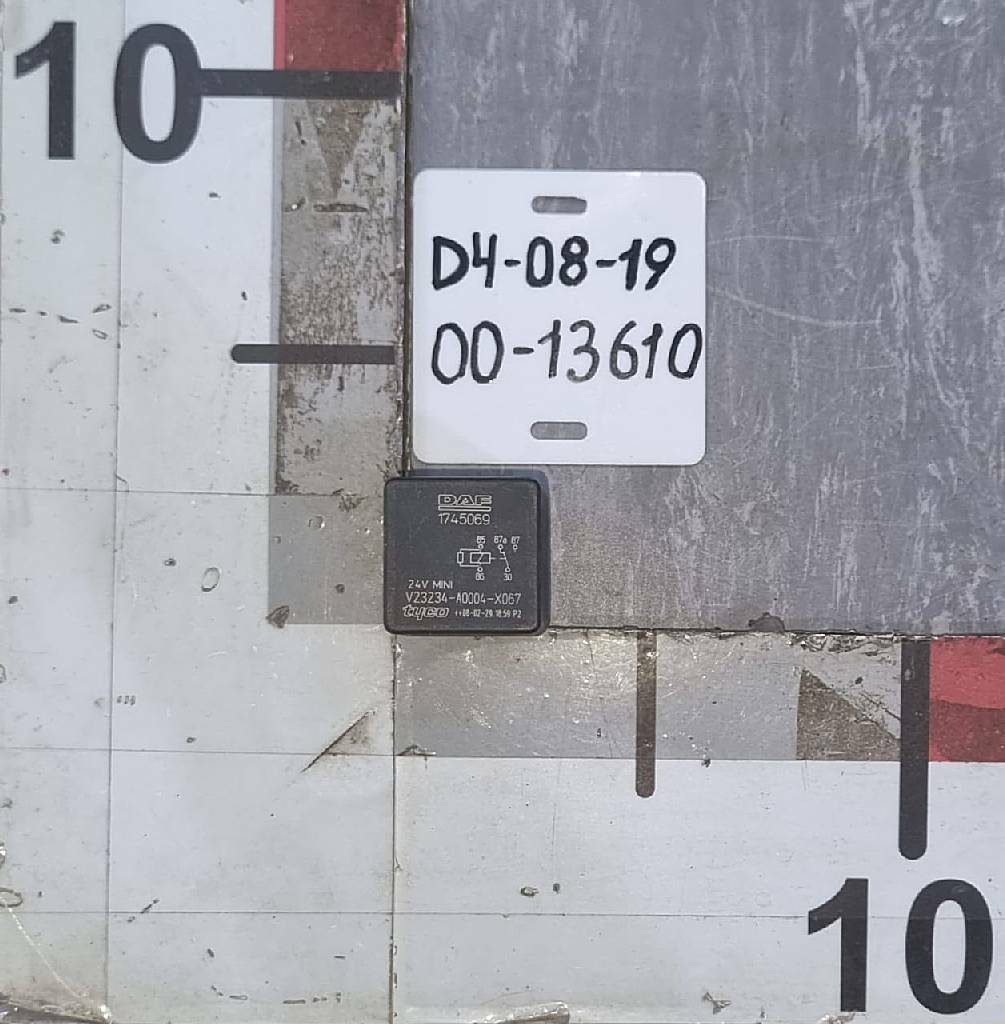 10
D4-08-19
00-13610
DAF
1745069
85 87a 87
86 30
24V MINI
V23234-A0004-X067
tyco
10